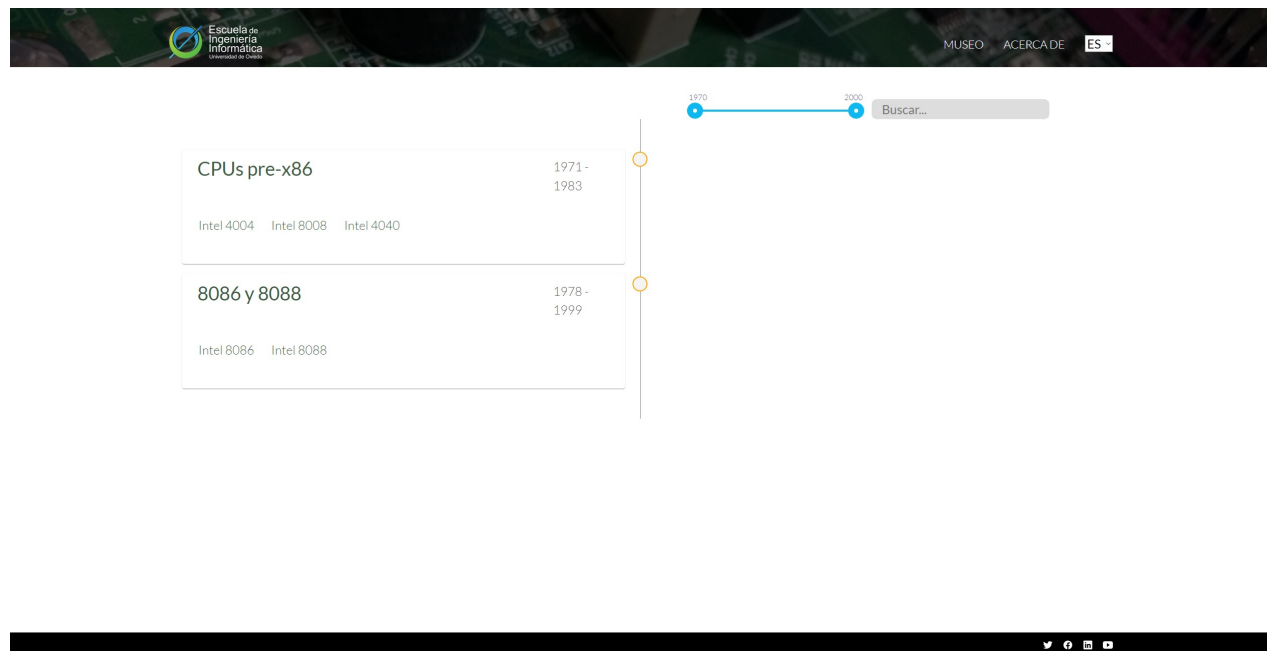 Escuela de
Ingeniería
Informática
Universidad de Oviedo
MUSEO ACERCA DE ES
1970 2000
Buscar...
CPUs pre-x86 1971 -
1983
Intel 4004 Intel 8008 Intel 4040
8086 y 8088 1978 -
1999
Intel 8086 Intel 8088